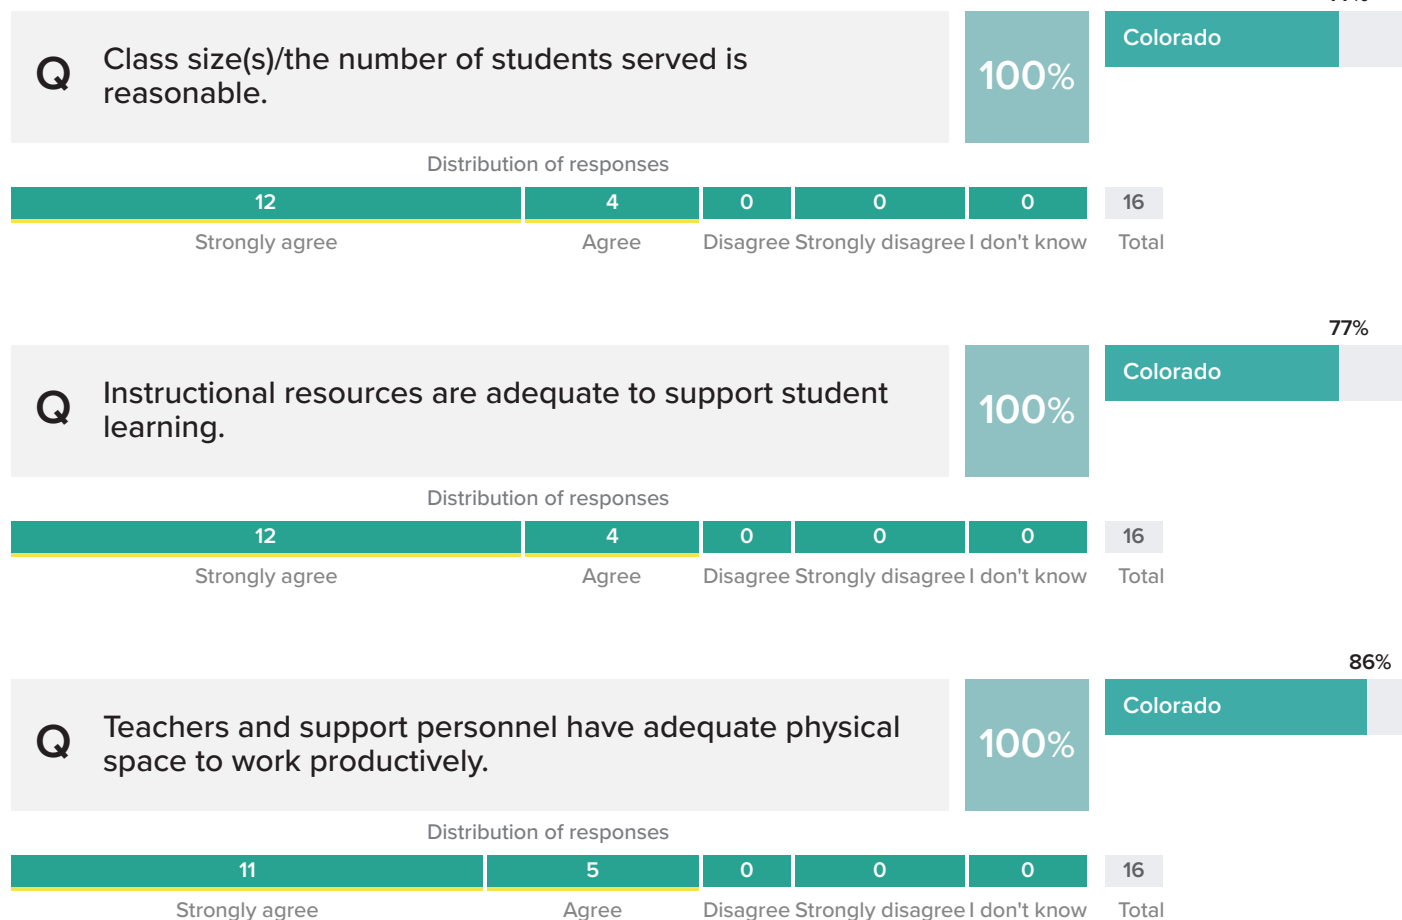 Q
Class size(s)/the number of students served is
reasonable.
100%
Colorado
Distribution of responses
12 4 0 0 0 16
Strongly agree Agree Disagree Strongly disagree I don't know Total
77%
Q
Instructional resources are adequate to support student
learning.
100%
Colorado
Distribution of responses
12 4 0 0 0 16
Strongly agree Agree Disagree Strongly disagree I don't know Total
86%
Q
Teachers and support personnel have adequate physical
space to work productively.
100%
Colorado
Distribution of responses
11 5 0 0 0 16
Strongly agree Agree Disagree Strongly disagree I don't know Total